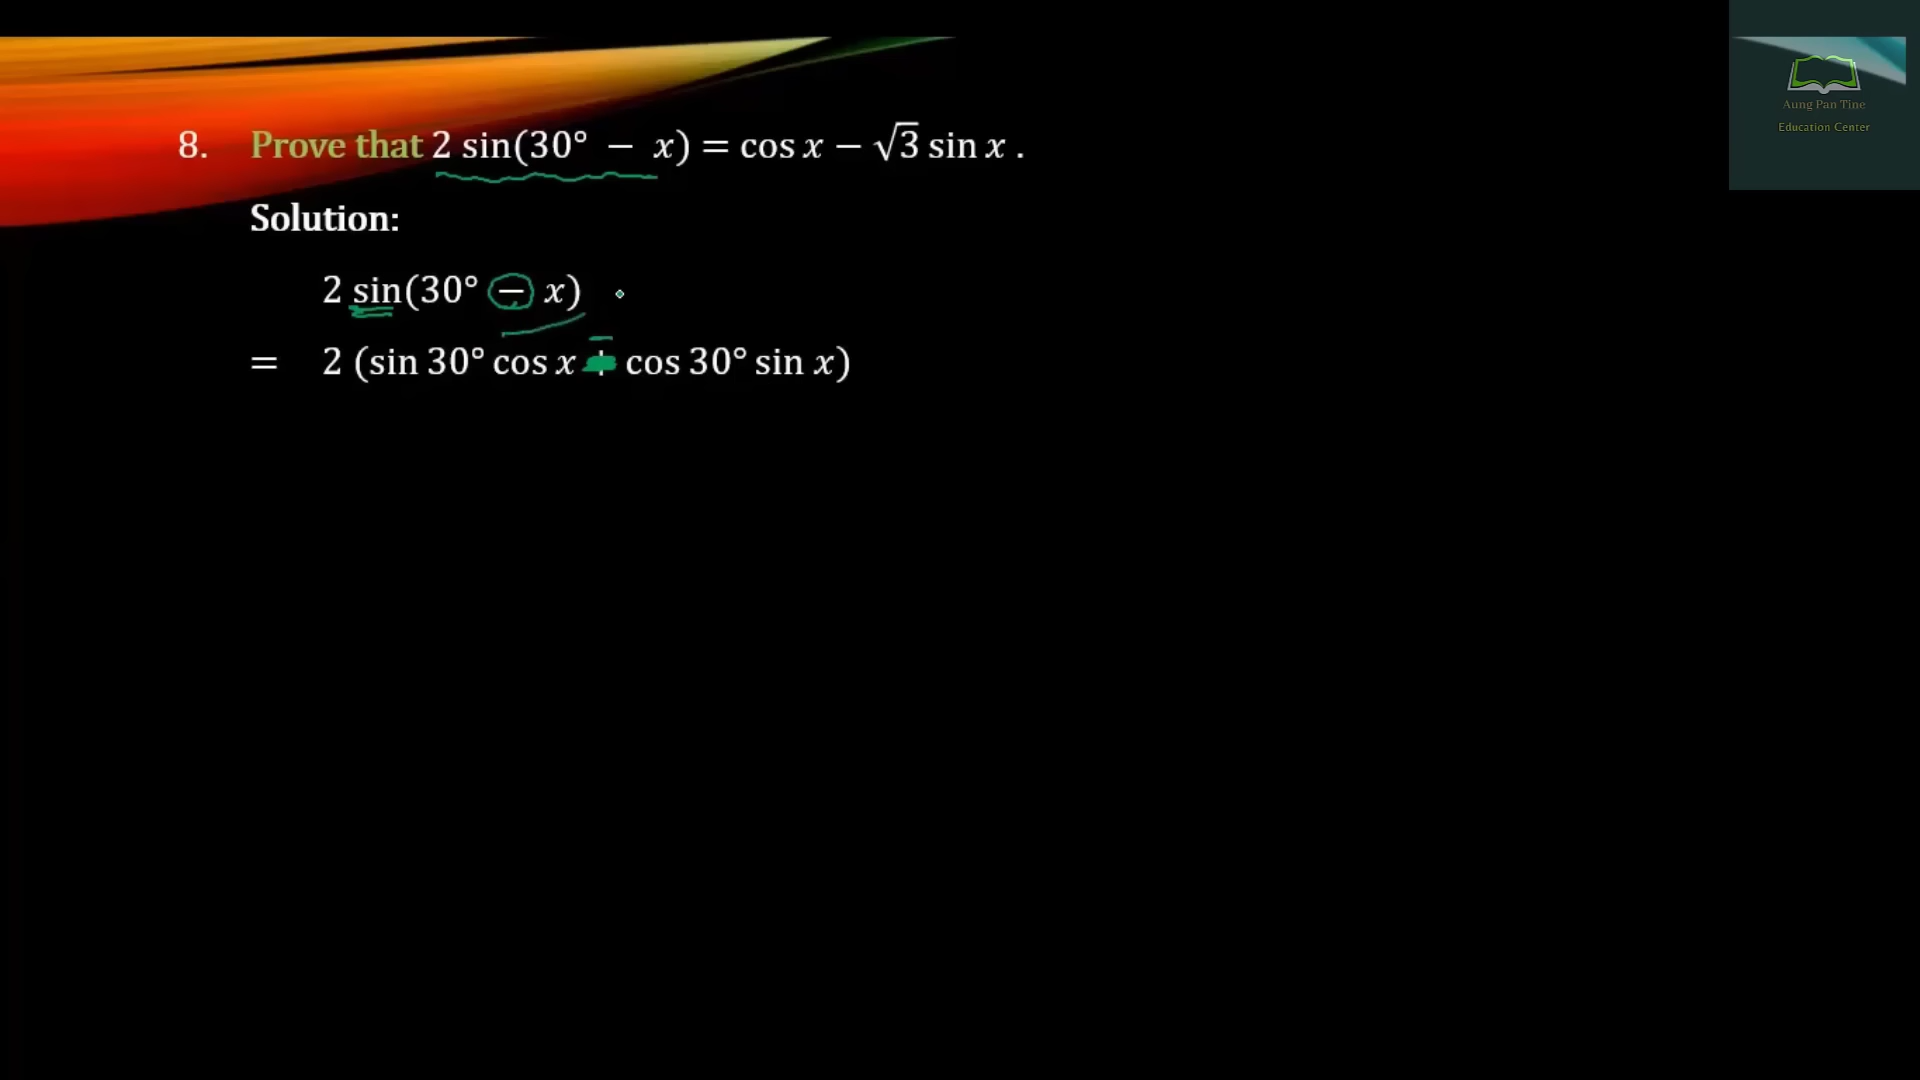 Aung Pan Tine
Education Center
8. Prove that 2 sin(30° − x) = cos x − √3 sin x .
Solution:
2 sin(30° − x)
= 2 (sin 30° cos x + cos 30° sin x)